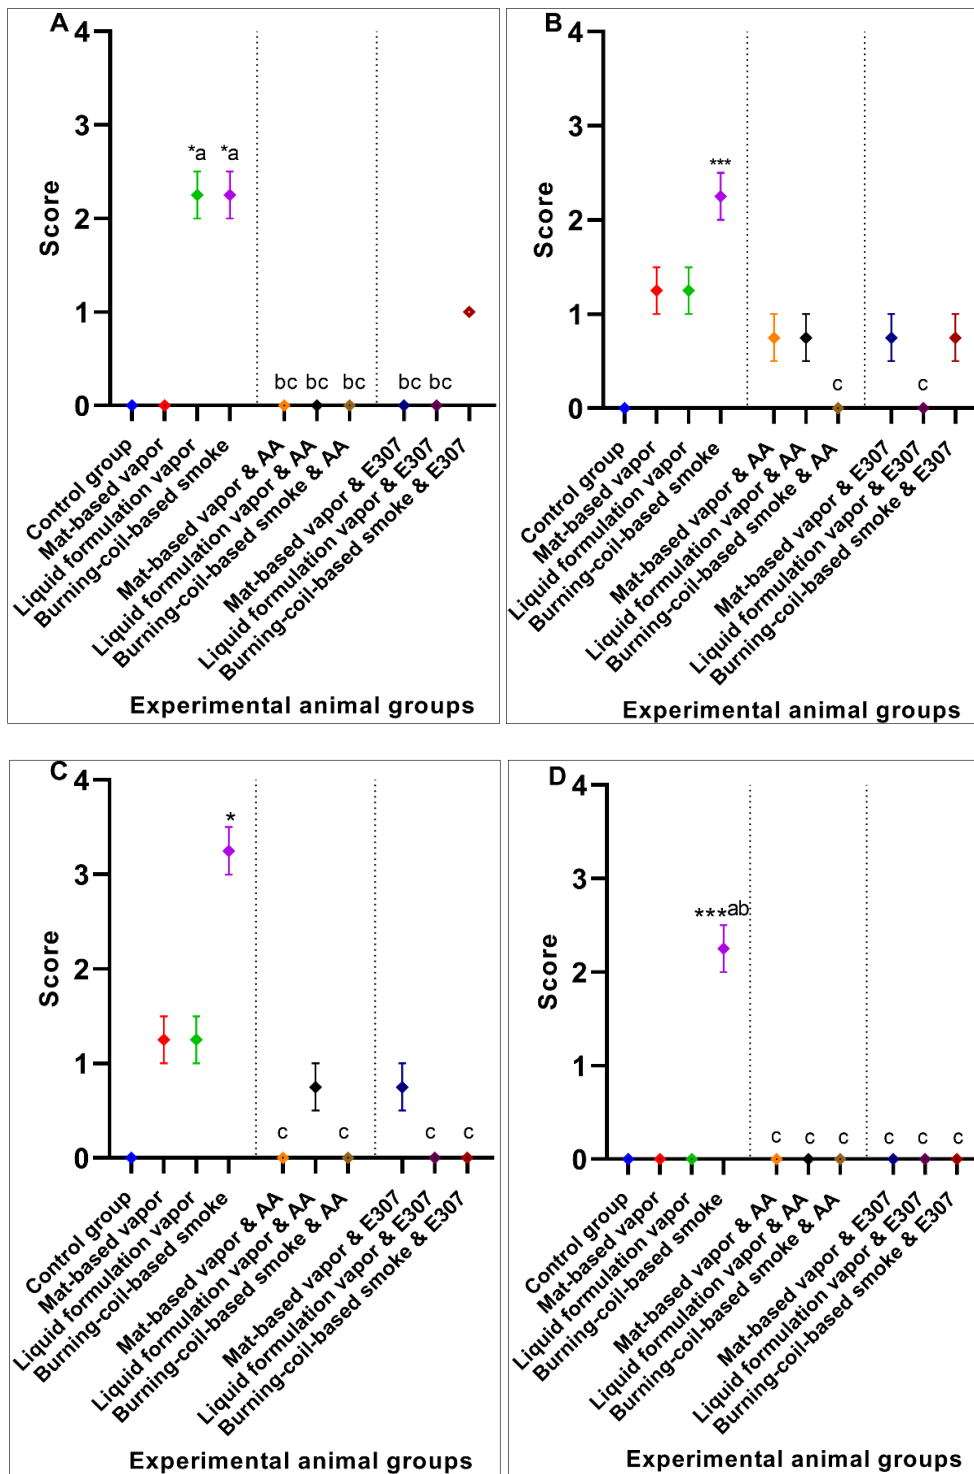 A
4
3
2
1
0
Score
*a
*a
bc
bc
bc
bc
bc
Control group
Mat-based vapor
Liquid formulation vapor
Burning-coil-based smoke
Mat-based vapor & AA
Liquid formulation vapor & AA
Burning-coil-based smoke & AA
Mat-based vapor & E307
Liquid formulation vapor & E307
Burning-coil-based smoke & E307
Experimental animal groups
B
4
3
2
1
0
Score
***
c
c
Control group
Mat-based vapor
Liquid formulation vapor
Burning-coil-based smoke
Mat-based vapor & AA
Liquid formulation vapor & AA
Burning-coil-based smoke & AA
Mat-based vapor & E307
Liquid formulation vapor & E307
Burning-coil-based smoke & E307
Experimental animal groups
C
4
3
2
1
0
Score
*
c
c
c
c
Control group
Mat-based vapor
Liquid formulation vapor
Burning-coil-based smoke
Mat-based vapor & AA
Liquid formulation vapor & AA
Burning-coil-based smoke & AA
Mat-based vapor & E307
Liquid formulation vapor & E307
Burning-coil-based smoke & E307
Experimental animal groups
D
4
3
2
1
0
Score
***ab
c
c
c
c
c
c
Control group
Mat-based vapor
Liquid formulation vapor
Burning-coil-based smoke
Mat-based vapor & AA
Liquid formulation vapor & AA
Burning-coil-based smoke & AA
Mat-based vapor & E307
Liquid formulation vapor & E307
Burning-coil-based smoke & E307
Experimental animal groups